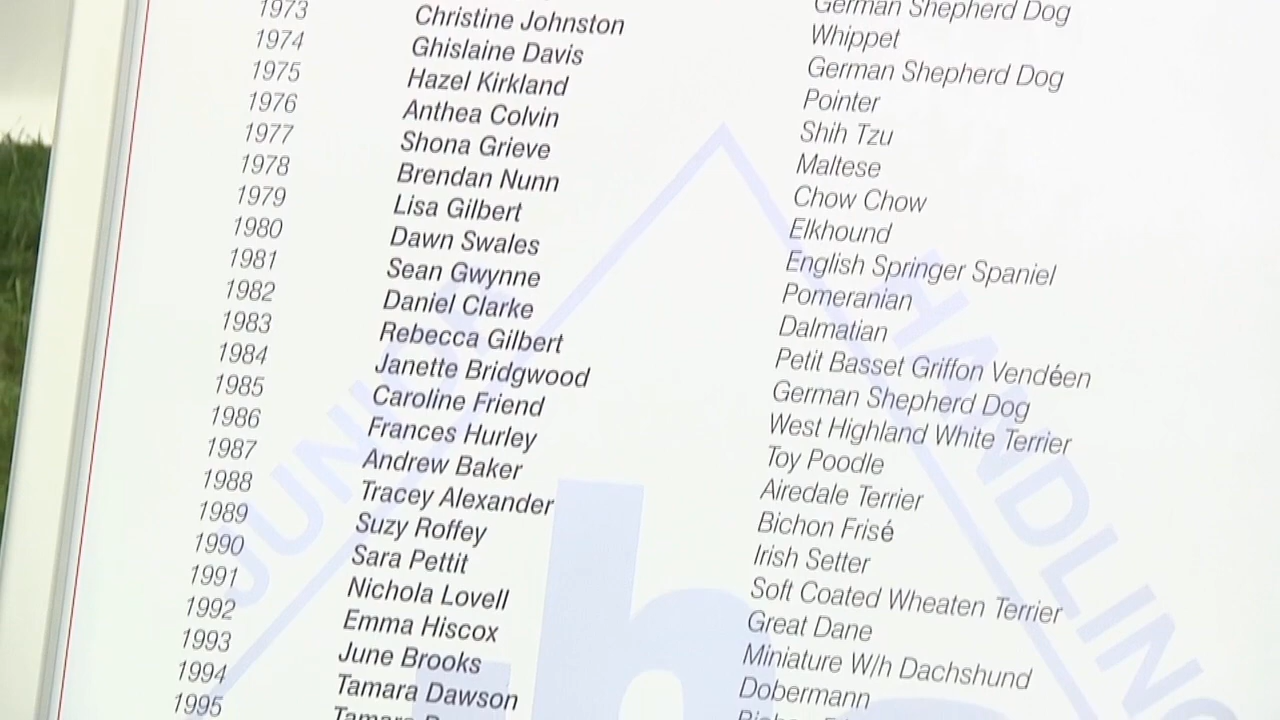 German Shepherd Dog
1973 Christine Johnston Whippet
1974 Ghislaine Davis German Shepherd Dog
1975 Hazel Kirkland Pointer
1976 Anthea Colvin Shih Tzu
1977 Shona Grieve Maltese
1978 Brendan Nunn Chow Chow
1979 Lisa Gilbert Elkhound
1980 Dawn Swales English Springer Spaniel
1981 Sean Gwynne Pomeranian
1982 Daniel Clarke Dalmatian
1983 Rebecca Gilbert Petit Basset Griffon Vendéen
1984 Janette Bridgwood German Shepherd Dog
1985 Caroline Friend West Highland White Terrier
1986 Frances Hurley Toy Poodle
1987 Andrew Baker Airedale Terrier
1988 Tracey Alexander Bichon Frisé
1989 Suzy Roffey Irish Setter
1990 Sara Pettit Soft Coated Wheaten Terrier
1991 Nichola Lovell Great Dane
1992 Emma Hiscox Miniature W/h Dachshund
1993 June Brooks Dobermann
1994 Tamara Dawson
1995
JUNIOR HANDLING